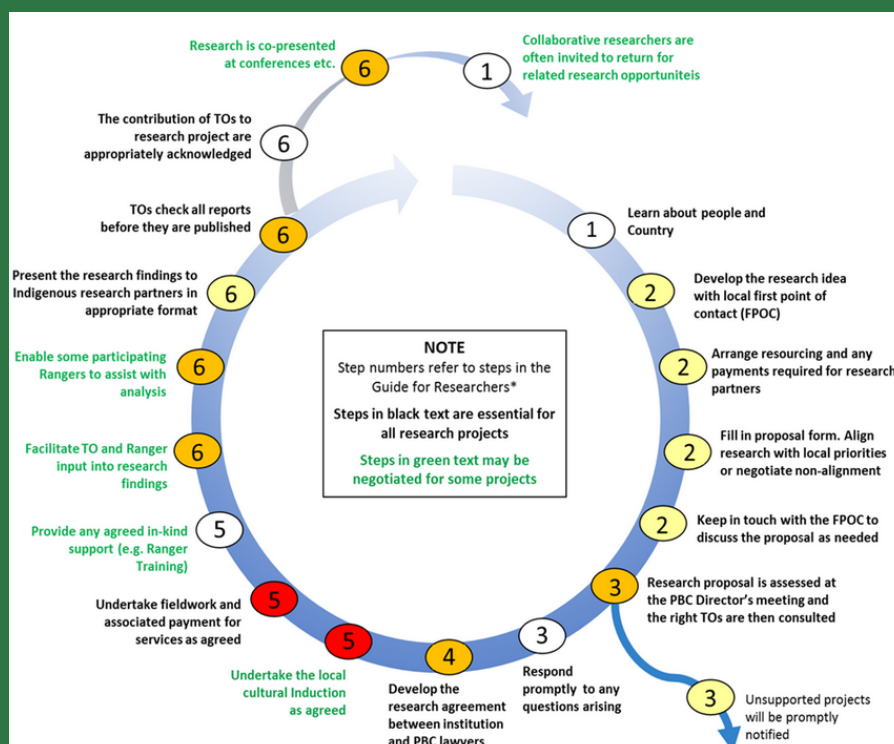 Research is co-presented
at conferences etc.
6
1
Collaborative researchers are
often invited to return for
related research opportuniteis
The contribution of TOs to
research project are
appropriately acknowledged
6
TOs check all reports
before they are published
6
1
Learn about people and
Country
Present the research findings to
Indigenous research partners in
appropriate format
6
2
Develop the research idea
with local first point of
contact (FPOC)
Enable some participating
Rangers to assist with
analysis
6
2
Arrange resourcing and any
payments required for research
partners
NOTE
Step numbers refer to steps in the
Guide for Researchers*
Steps in black text are essential for
all research projects
Steps in green text may be
negotiated for some projects
Facilitate TO and Ranger
input into research
findings
6
2
Fill in proposal form. Align
research with local priorities
or negotiate non-alignment
Provide any agreed in-kind
support (e.g. Ranger
Training)
5
2
Keep in touch with the FPOC to
discuss the proposal as needed
Undertake fieldwork and
associated payment for
services as agreed
5
3
Research proposal is assessed at
the PBC Director's meeting and
the right TOs are then consulted
Undertake the local
cultural Induction
as agreed
5
4
Develop the
research agreement
between institution
and PBC lawyers
3
Respond
promptly to any
questions arising
3
Unsupported projects
will be promptly
notified